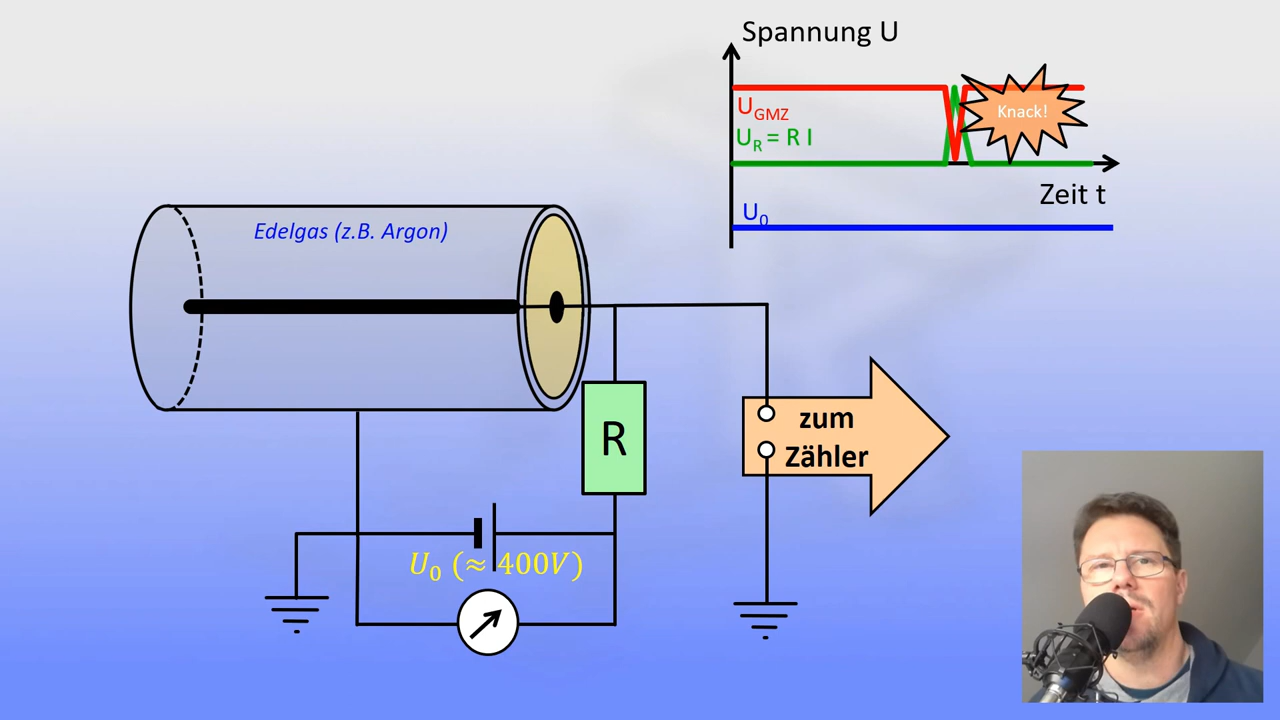 Spannung U
U_GMZ
U_R = R I
Knack!
Zeit t
U_0
Edelgas (z.B. Argon)
R
zum
Zähler
U_0 (≈ 400V)